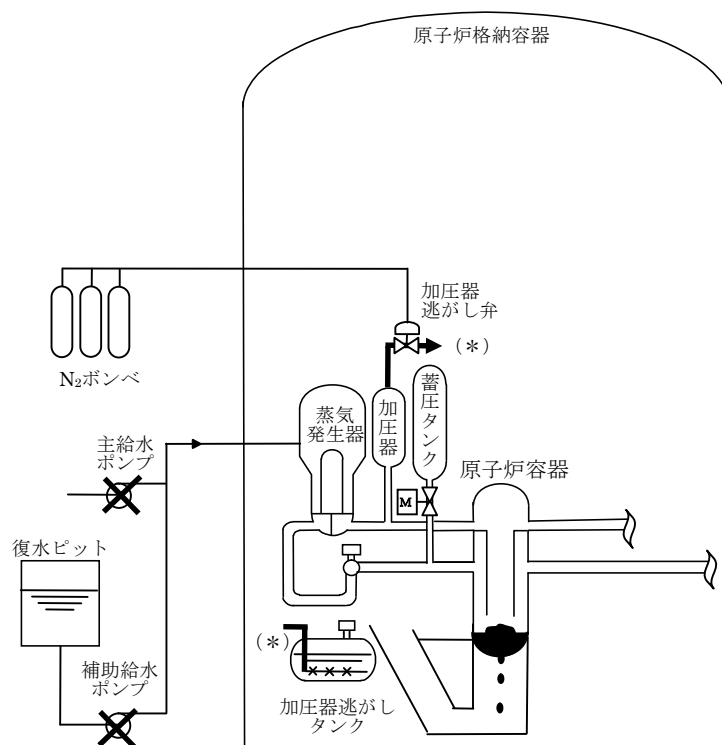 原子炉格納容器
加圧器
逃がし弁
(*)
N₂ボンベ
蒸気
発生器
加圧器
蓄圧タンク
主給水
ポンプ
原子炉容器
M
復水ピット
(*)
補助給水
ポンプ
加圧器逃がし
タンク